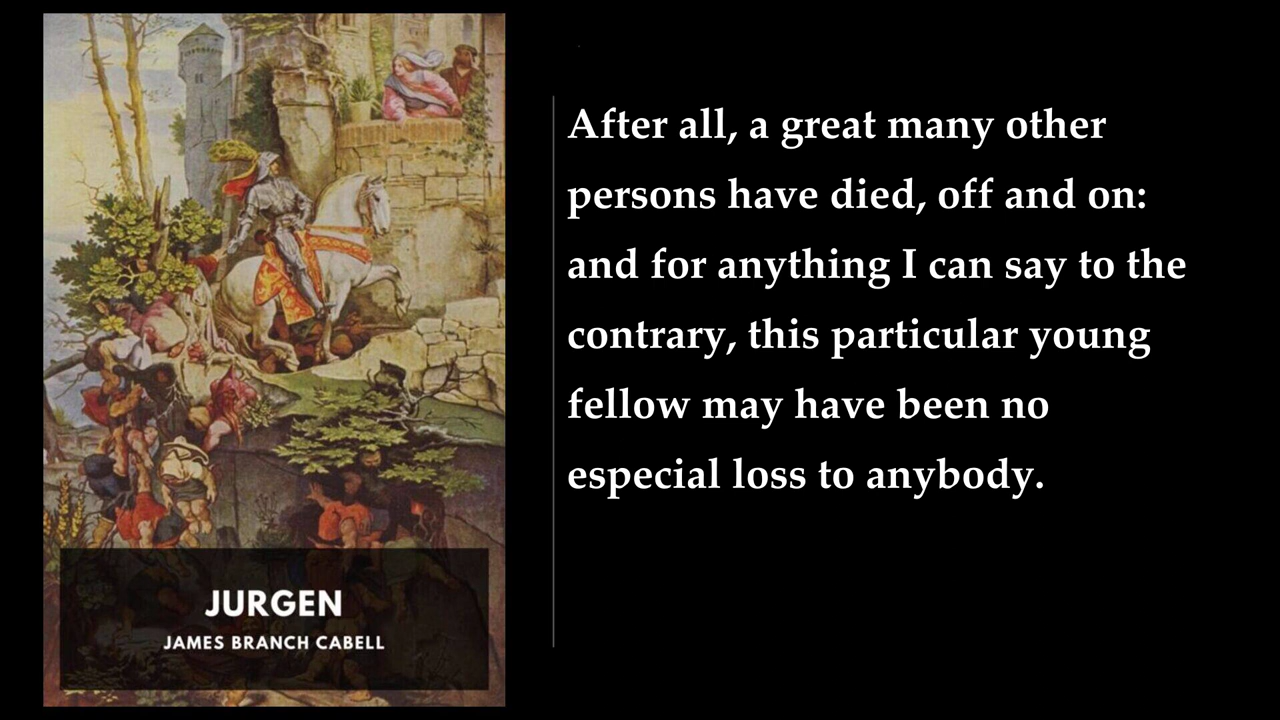 After all, a great many other
persons have died, off and on:
and for anything I can say to the
contrary, this particular young
fellow may have been no
especial loss to anybody.
JURGEN
JAMES BRANCH CABELL